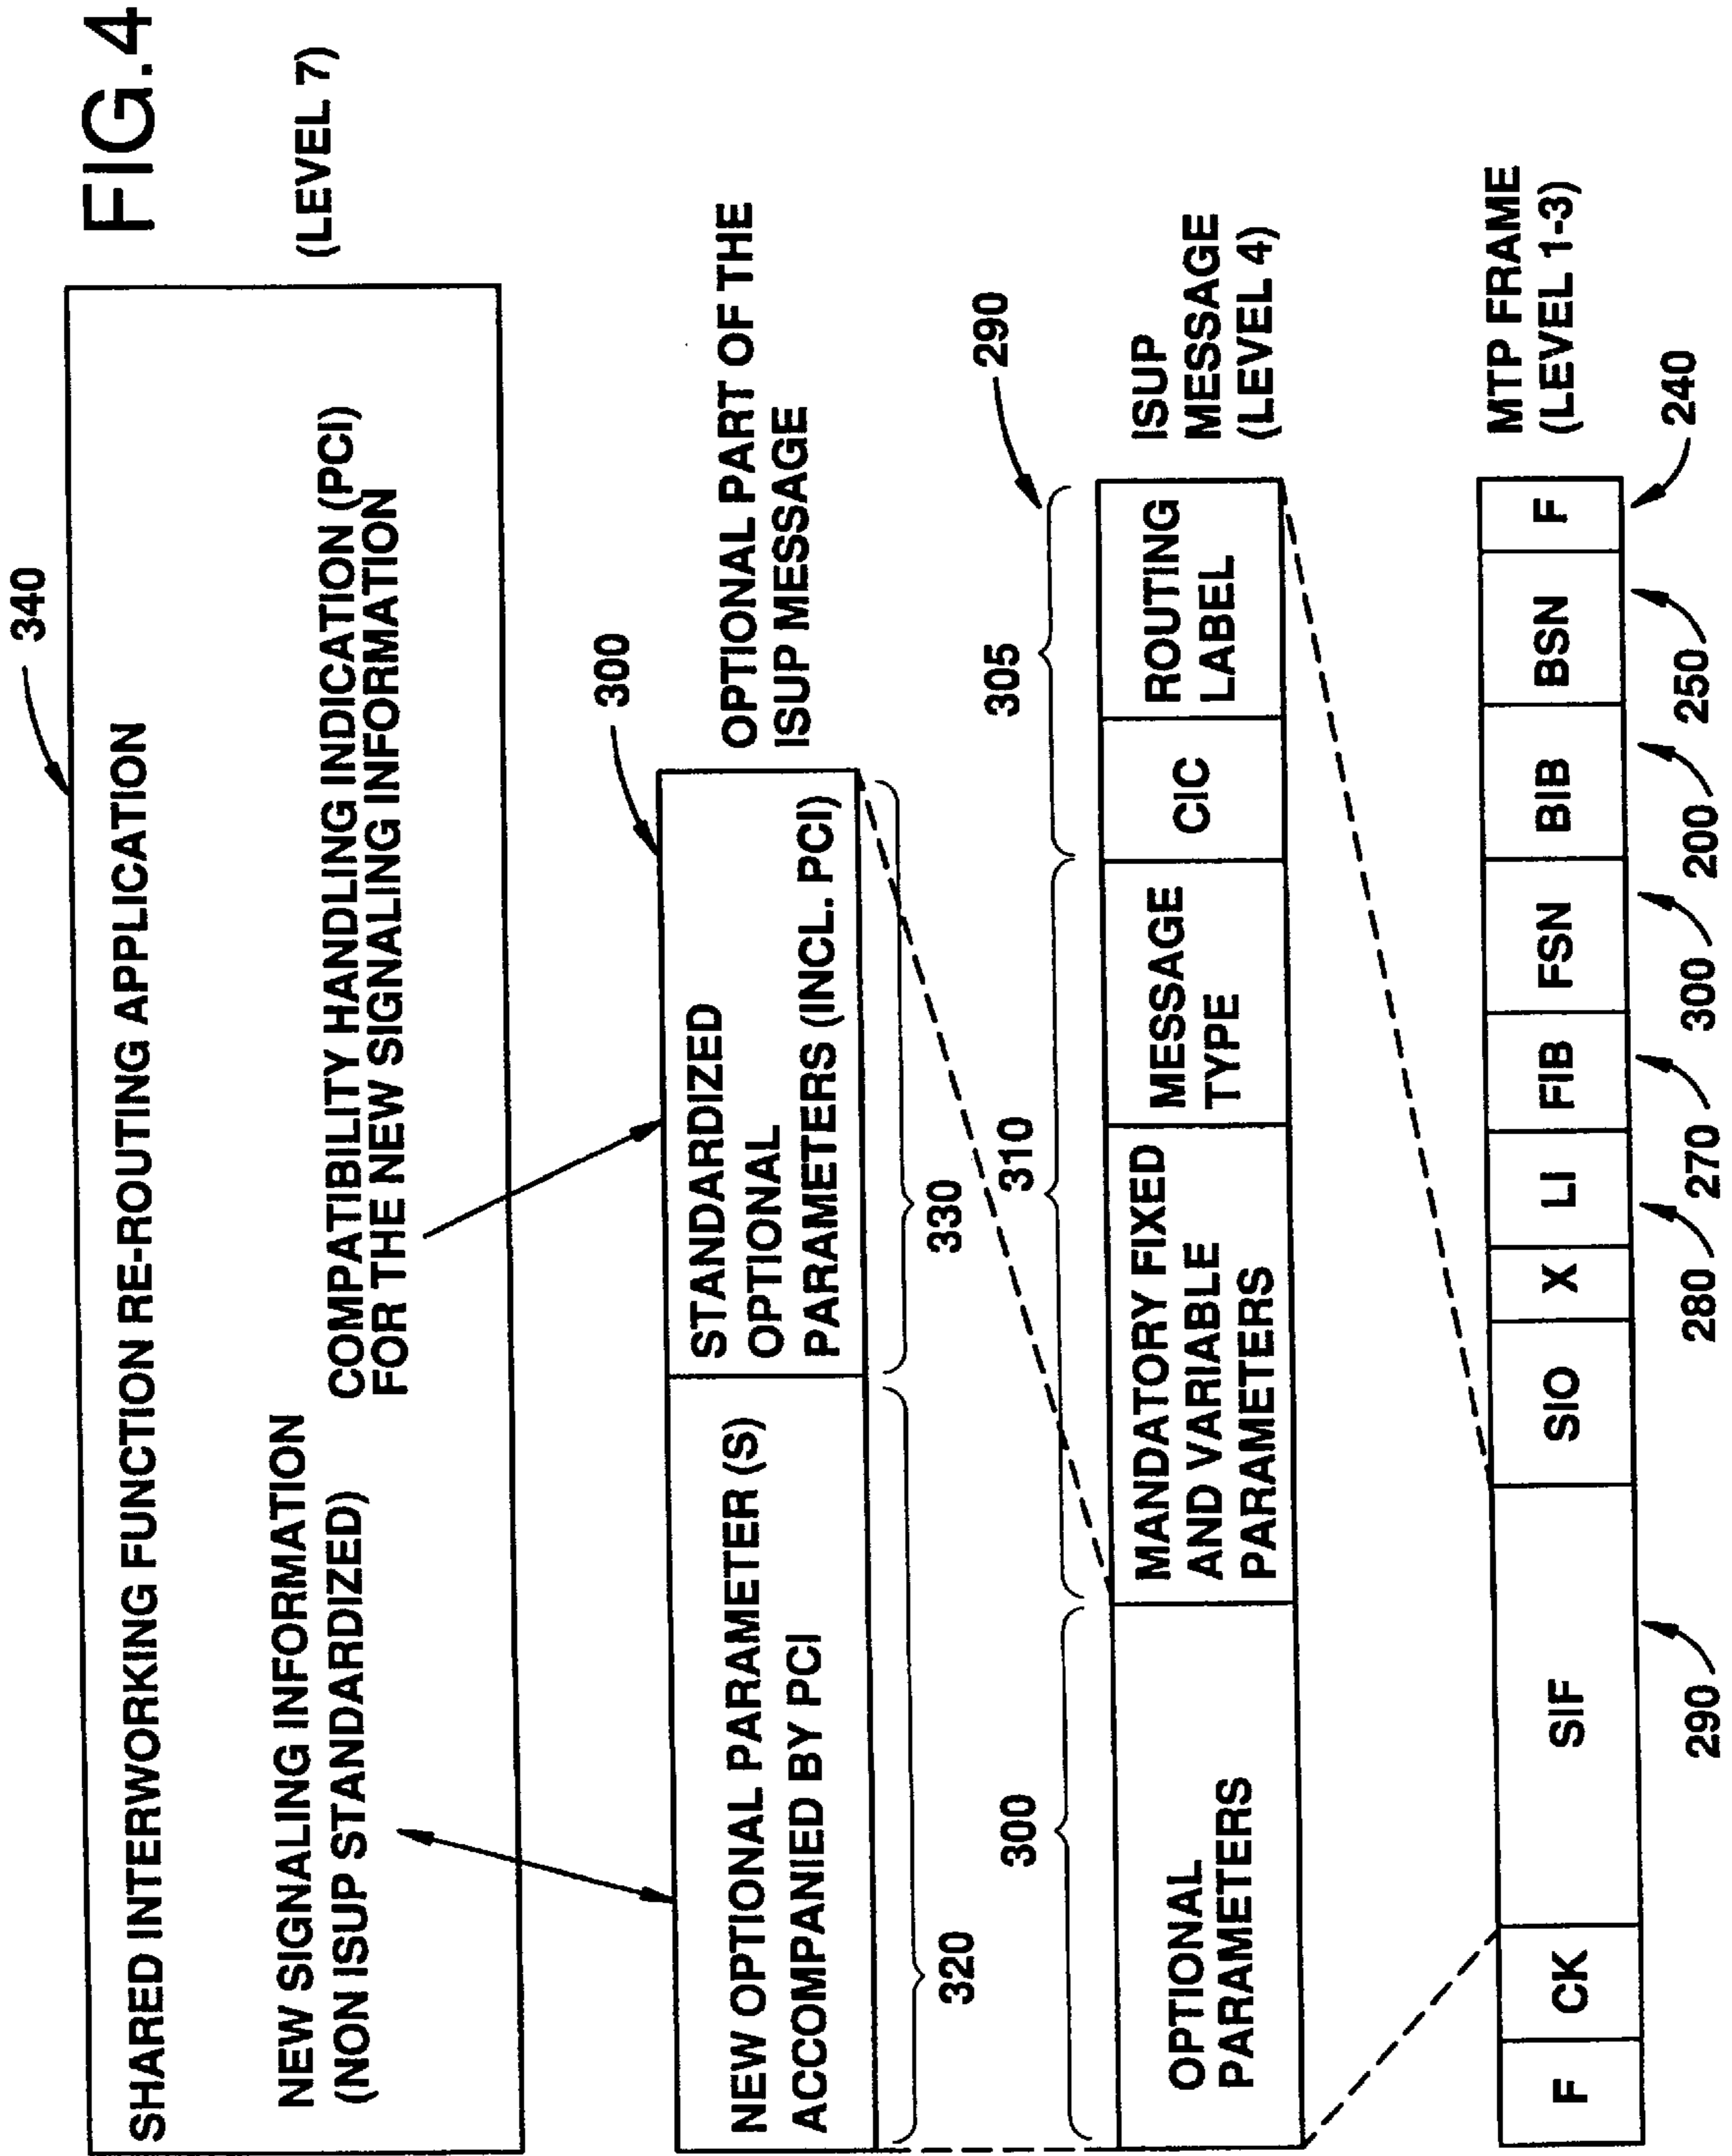 FIG.4
340
SHARED INTERWORKING FUNCTION RE-ROUTING APPLICATION
(LEVEL 7)
NEW SIGNALING INFORMATION
(NON ISUP STANDARDIZED)
COMPATIBILITY HANDLING INDICATION (PCI)
FOR THE NEW SIGNALING INFORMATION
300
NEW OPTIONAL PARAMETER (S)
ACCOMPANIED BY PCI
STANDARDIZED
OPTIONAL
PARAMETERS (INCL. PCI)
OPTIONAL PART OF THE
ISUP MESSAGE
320
330
290
300
310
305
OPTIONAL
PARAMETERS
MANDATORY FIXED
AND VARIABLE
PARAMETERS
MESSAGE
TYPE
CIC
ROUTING
LABEL
ISUP
MESSAGE
(LEVEL 4)
MTP FRAME
(LEVEL 1-3)
F CK SIF SIO X LI FIB FSN BIB BSN F
290 280 270 300 200 250 240